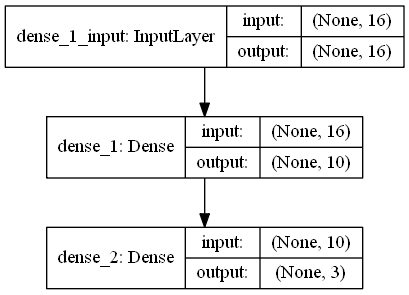 dense_1_input: InputLayer
input: (None, 16)
output: (None, 16)
dense_1: Dense
input: (None, 16)
output: (None, 10)
dense_2: Dense
input: (None, 10)
output: (None, 3)